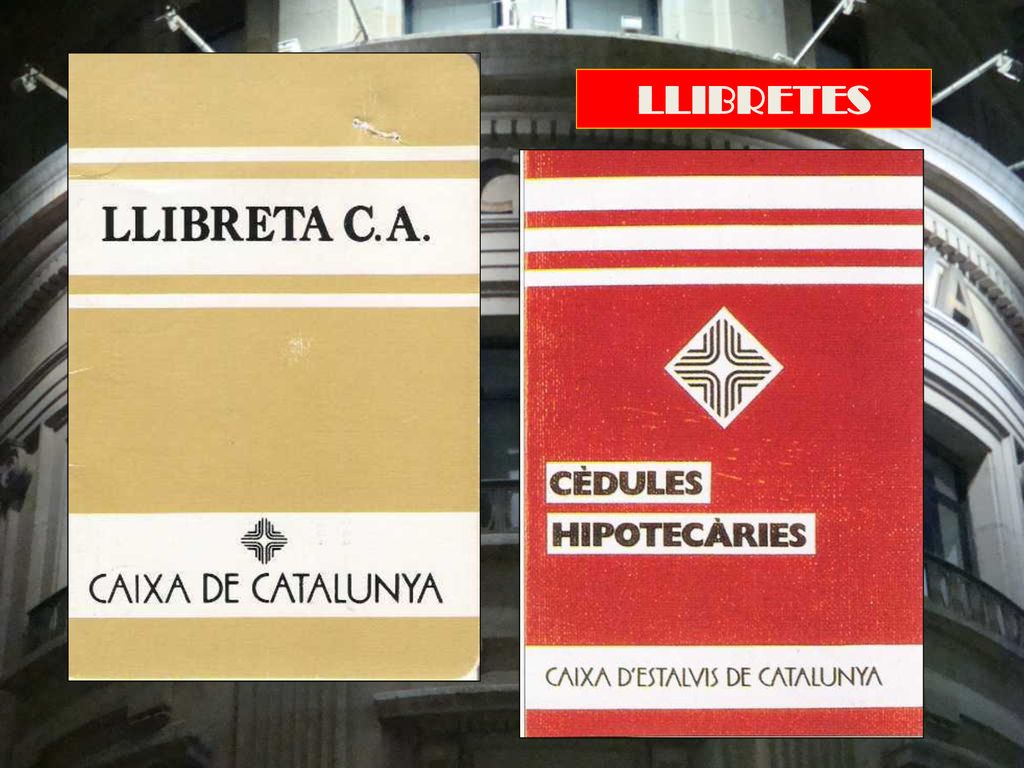 LLIBRETES
LLIBRETA C.A.
CAIXA DE CATALUNYA
CÈDULES
HIPOTECÀRIES
CAIXA D'ESTALVIS DE CATALUNYA